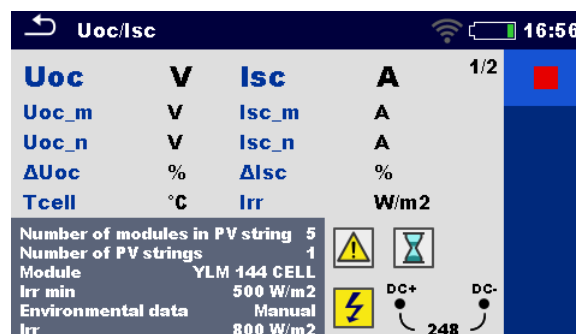 Uoc/Isc 16:56
Uoc V Isc A 1/2
Uoc_m V Isc_m A
Uoc_n V Isc_n A
ΔUoc % ΔIsc %
Tcell °C Irr W/m2
Number of modules in PV string 5
Number of PV strings 1
Module YLM 144 CELL
Irr min 500 W/m2
Environmental data Manual
Irr 800 W/m2
DC+ DC-
248